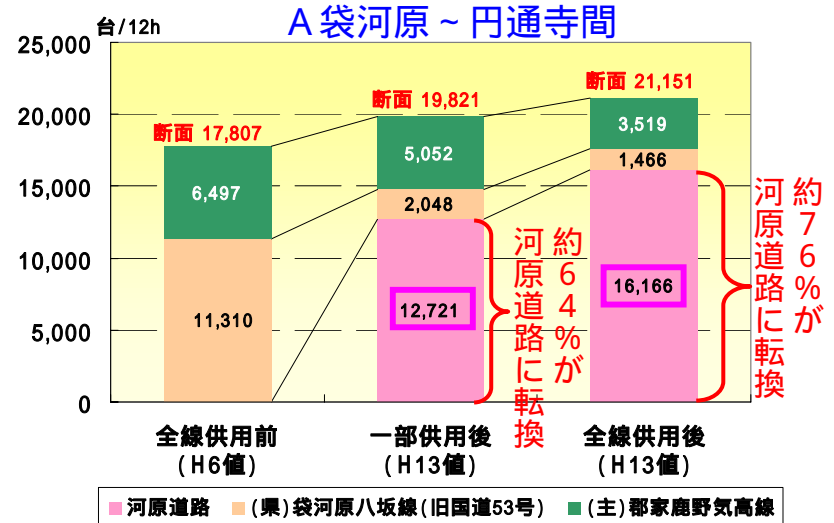 台/12h
A 袋河原 ~ 円通寺間
25,000
20,000
15,000
10,000
5,000
0
断面 17,807
6,497
11,310
断面 19,821
5,052
2,048
12,721
断面 21,151
3,519
1,466
16,166
約64%が
河原道路に転換
約76%が
河原道路に転換
全線供用前
(H6値)
一部供用後
(H13値)
全線供用後
(H13値)
河原道路 (県)袋河原八坂線(旧国道53号) (主)郡家鹿野気高線